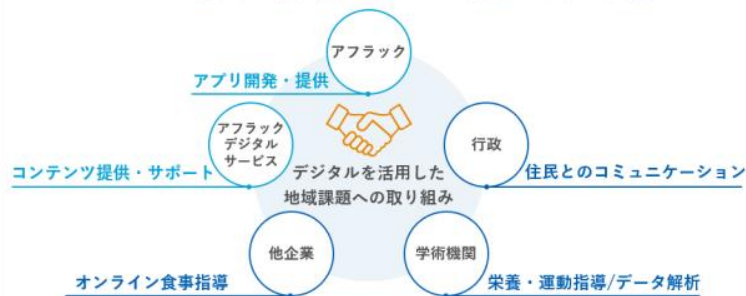 アフラック
アプリ開発・提供
アフラック
デジタル
サービス
コンテンツ提供・サポート
行政
住民とのコミュニケーション
デジタルを活用した
地域課題への取り組み
他企業
オンライン食事指導
学術機関
栄養・運動指導/データ解析